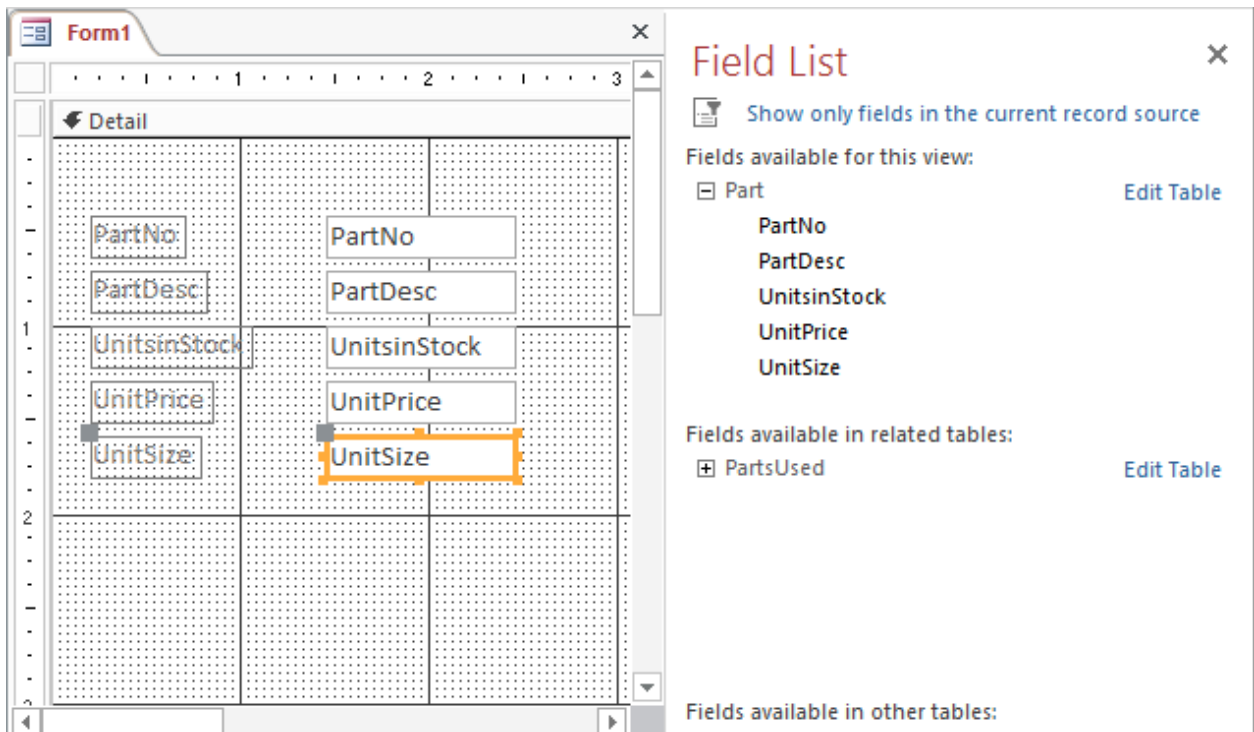 Form1
1 2 3
Detail
PartNo PartNo
PartDesc PartDesc
1
UnitsinStock UnitsinStock
UnitPrice UnitPrice
UnitSize UnitSize
2
Field List
Show only fields in the current record source
Fields available for this view:
Part Edit Table
PartNo
PartDesc
UnitsinStock
UnitPrice
UnitSize
Fields available in related tables:
PartsUsed Edit Table
Fields available in other tables: